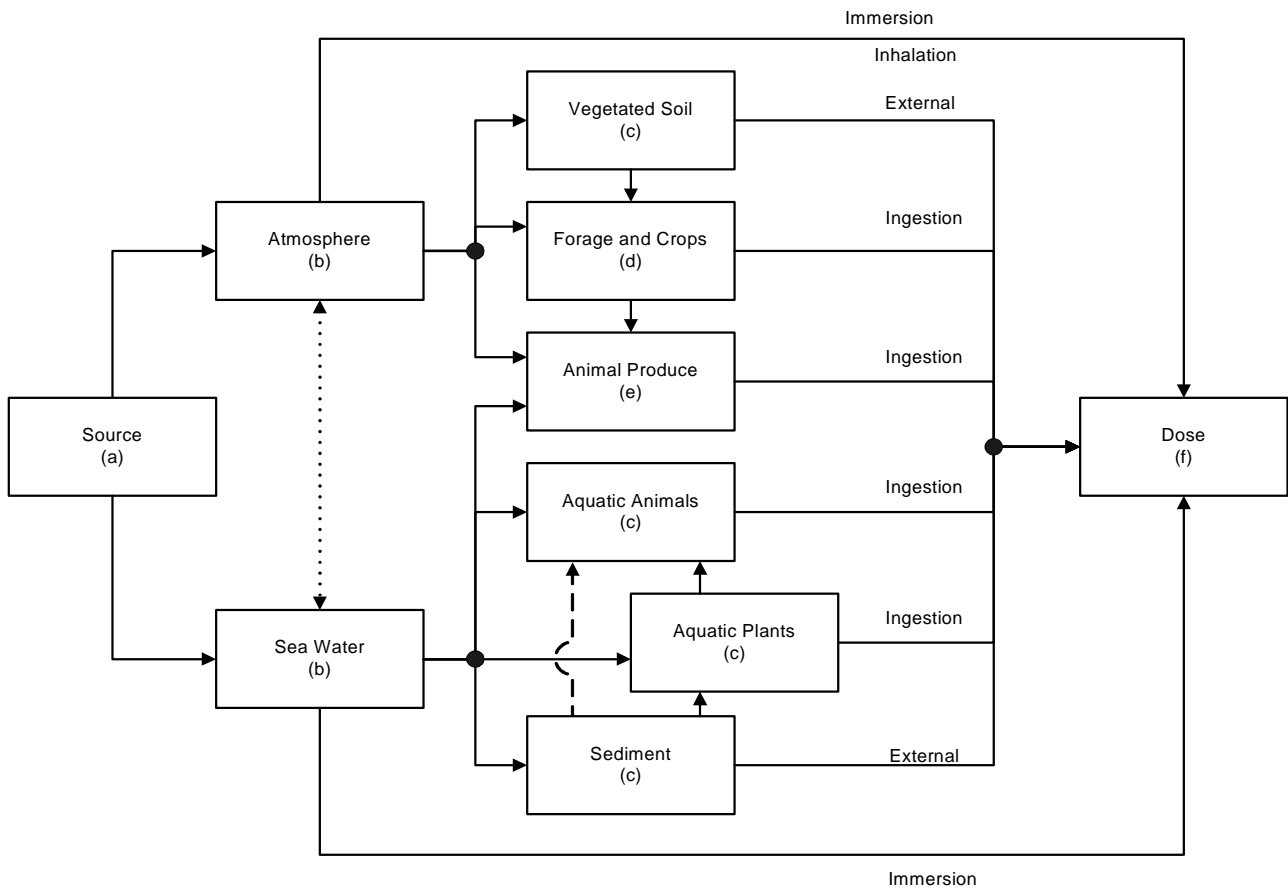 Immersion
Inhalation
Vegetated Soil
(c)
External
Atmosphere
(b)
Forage and Crops
(d)
Ingestion
Animal Produce
(e)
Ingestion
Source
(a)
Dose
(f)
Aquatic Animals
(c)
Ingestion
Sea Water
(b)
Aquatic Plants
(c)
Ingestion
Sediment
(c)
External
Immersion